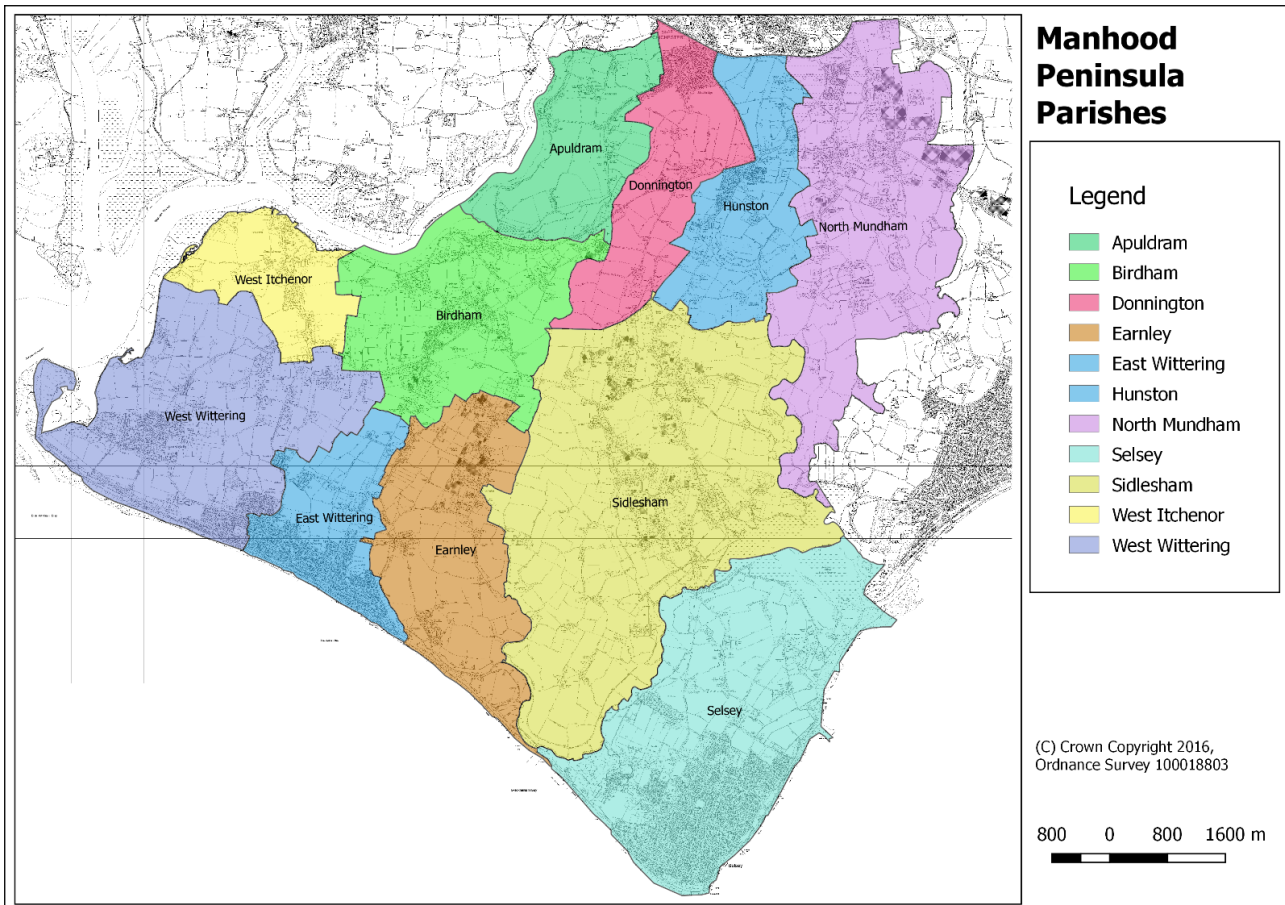 Manhood
Peninsula
Parishes
Legend
Apuldram
Birdham
Donnington
Earnley
East Wittering
Hunston
North Mundham
Selsey
Sidlesham
West Itchenor
West Wittering
Apuldram
Donnington
Hunston
North Mundham
West Itchenor
Birdham
West Wittering
East Wittering
Earnley
Sidlesham
Selsey
Selsey
(C) Crown Copyright 2016,
Ordnance Survey 100018803
800 0 800 1600 m